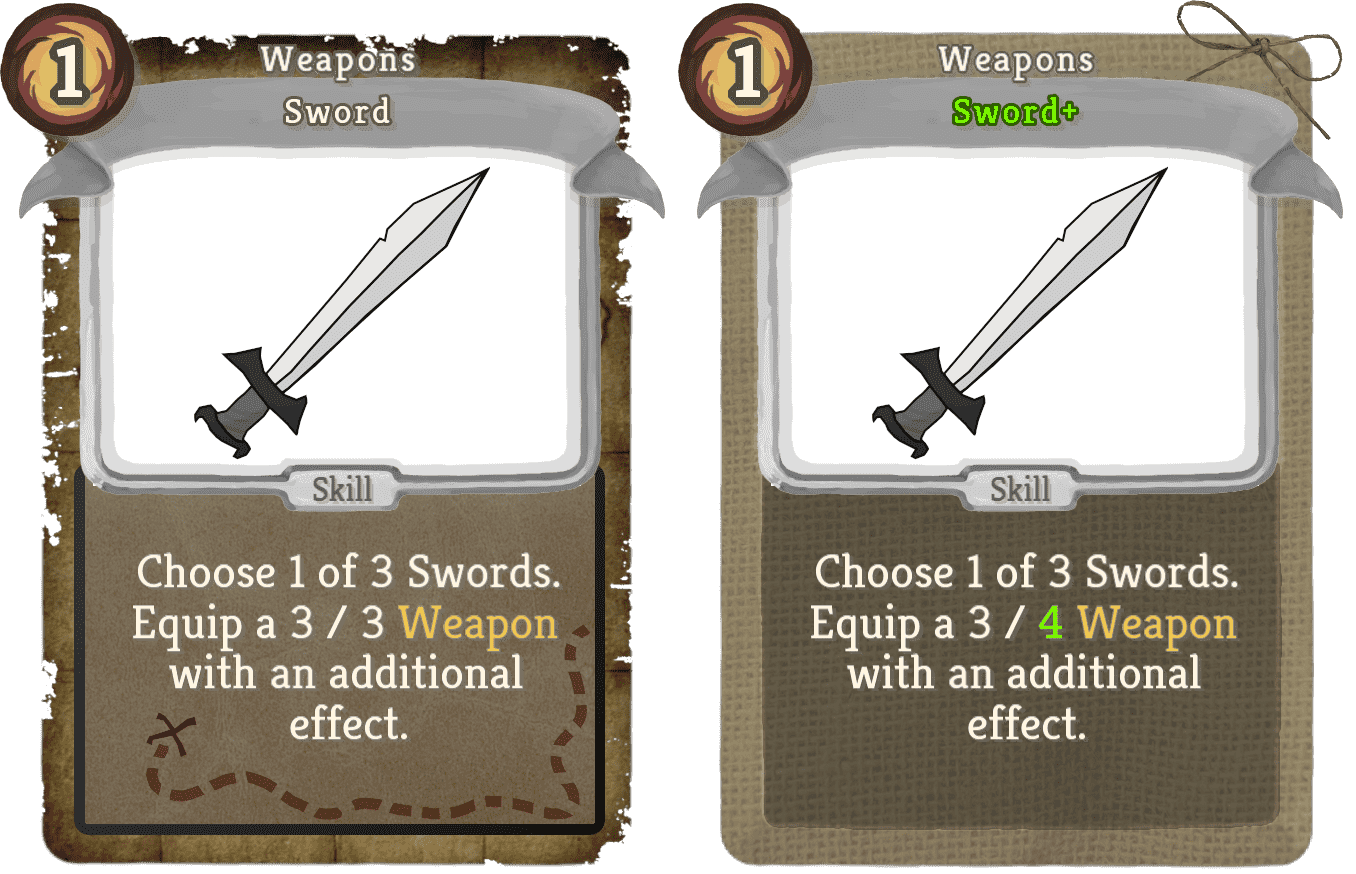 1
Weapons
Sword
Skill
Choose 1 of 3 Swords.
Equip a 3 / 3 Weapon
with an additional
effect.
1
Weapons
Sword+
Skill
Choose 1 of 3 Swords.
Equip a 3 / 4 Weapon
with an additional
effect.